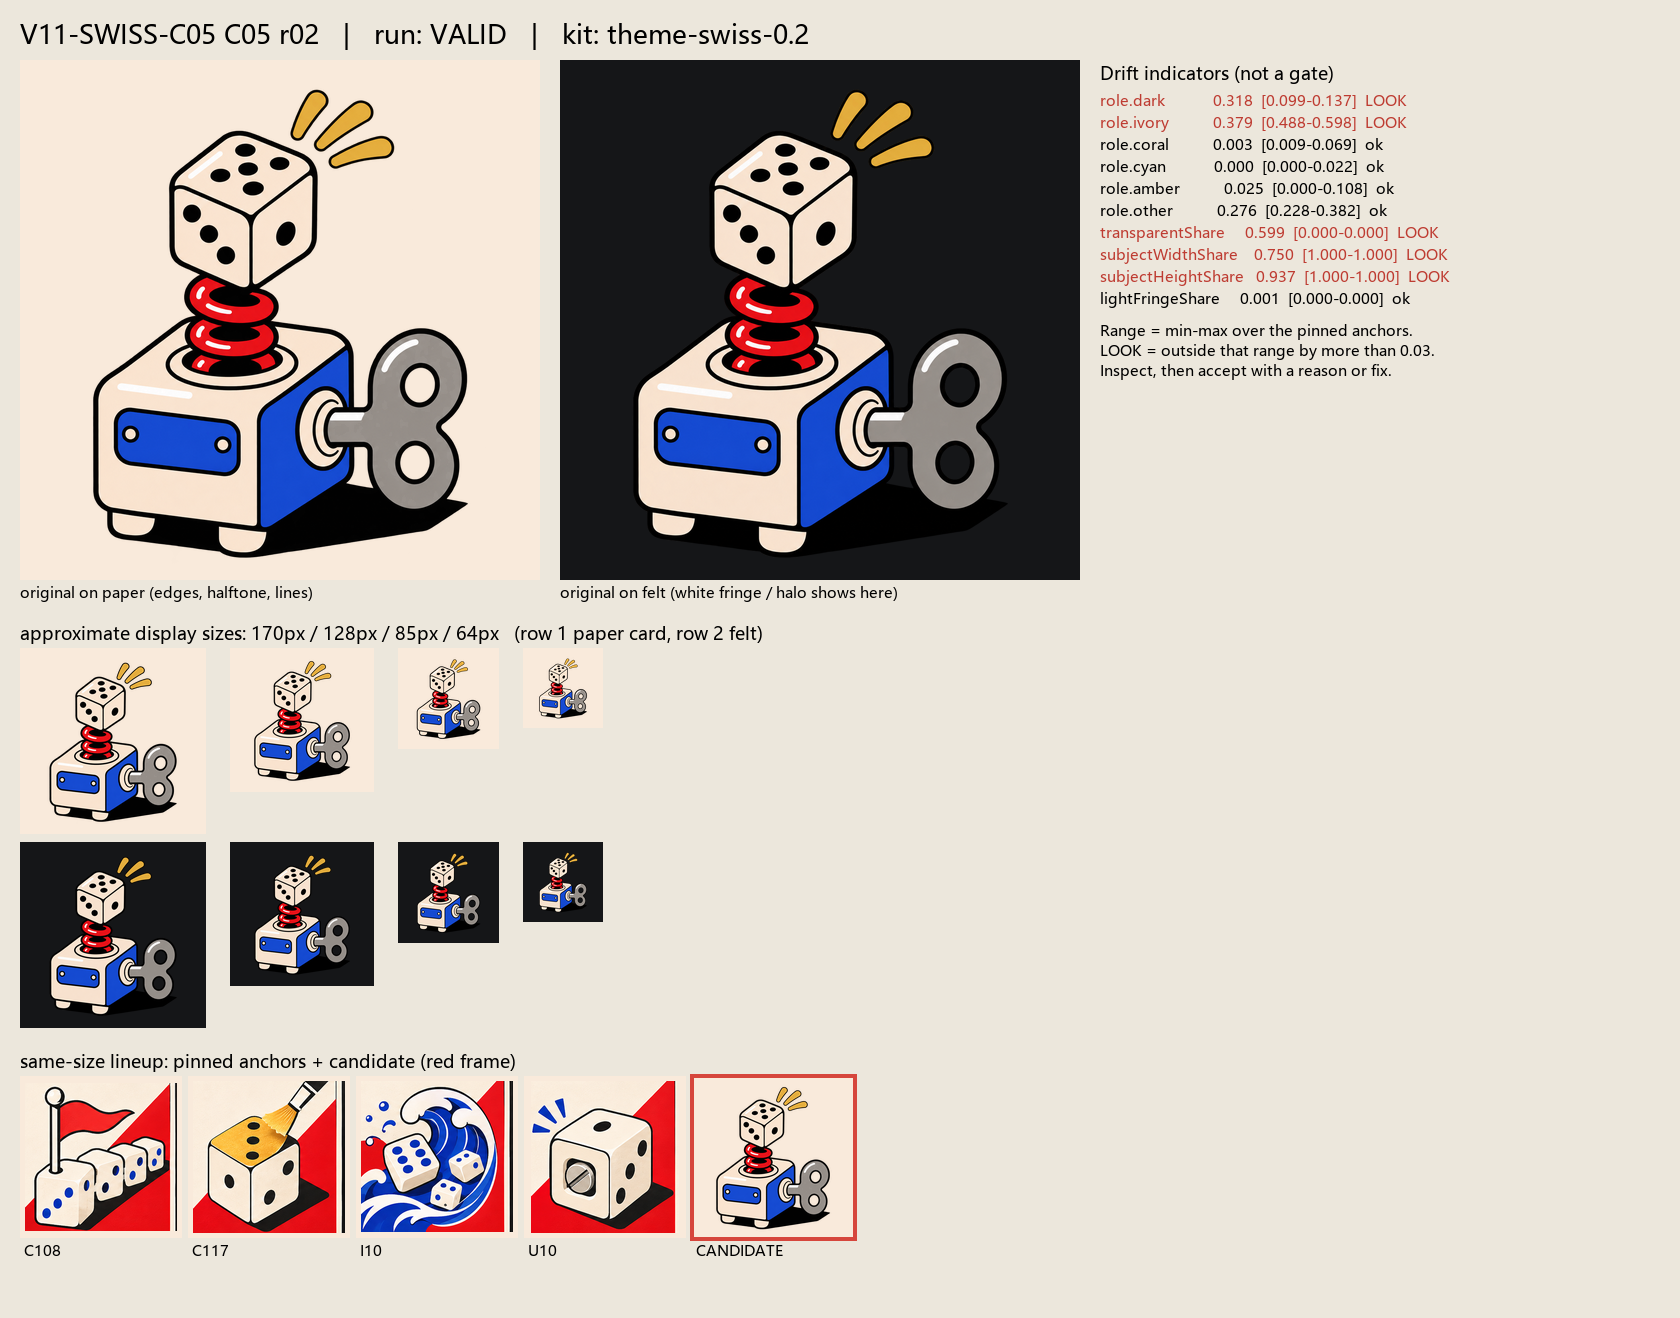 V11-SWISS-C05 C05 r02   |   run: VALID   |   kit: theme-swiss-0.2
Drift indicators (not a gate)
role.dark 0.318 [0.099-0.137] LOOK
role.ivory 0.379 [0.488-0.598] LOOK
role.coral 0.003 [0.009-0.069] ok
role.cyan 0.000 [0.000-0.022] ok
role.amber 0.025 [0.000-0.108] ok
role.other 0.276 [0.228-0.382] ok
transparentShare 0.599 [0.000-0.000] LOOK
subjectWidthShare 0.750 [1.000-1.000] LOOK
subjectHeightShare 0.937 [1.000-1.000] LOOK
lightFringeShare 0.001 [0.000-0.000] ok
Range = min-max over the pinned anchors.
LOOK = outside that range by more than 0.03.
Inspect, then accept with a reason or fix.
original on paper (edges, halftone, lines)
original on felt (white fringe / halo shows here)
approximate display sizes: 170px / 128px / 85px / 64px (row 1 paper card, row 2 felt)
same-size lineup: pinned anchors + candidate (red frame)
C108
C117
I10
U10
CANDIDATE